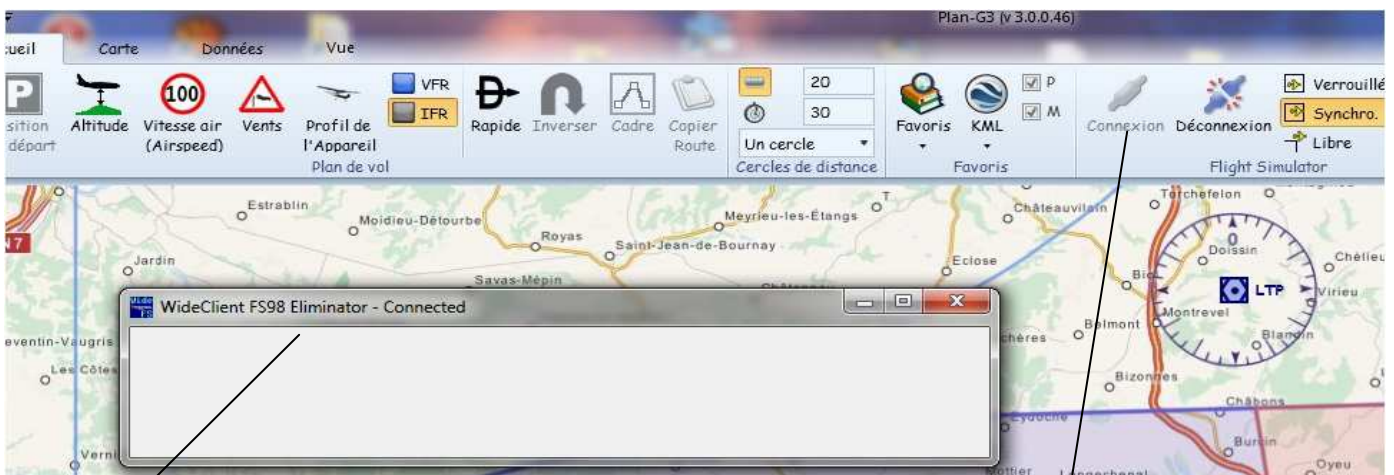 Plan-G3 (v 3.0.0.46)
ueil Carte Données Vue
P 100 VFR 20 P Verrouillé
IFR 30 M Synchro.
sition Altitude Vitesse air Vents Profil de Rapide Inverser Cadre Copier Un cercle Favoris KML Connexion Déconnexion Libre
départ (Airspeed) l'Appareil Route
Plan de vol Cercles de distance Favoris Flight Simulator
Estrablin Moidieu-Détourbe Meyrieu-les-Étangs T Châteauvilain Torchefelon
N7 Royas Saint-Jean-de-Bournay 0 Doissin
Jardin Eclose Chélieu
Savas-Mépin LTP Virieu
WideClient FS98 Eliminator - Connected
Montrevel
eventin-Vaugris Belmont Blandin
Les Côtes
Bizonnes
Châbons
Burcin
Oyeu